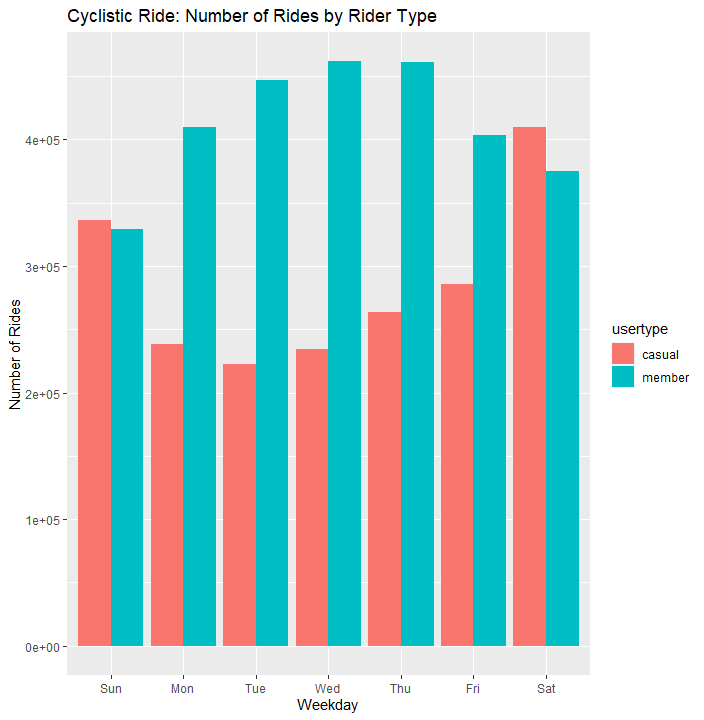 Cyclistic Ride: Number of Rides by Rider Type
4e+05
3e+05
2e+05
1e+05
0e+00
Number of Rides
Sun Mon Tue Wed Thu Fri Sat
Weekday
usertype
casual
member